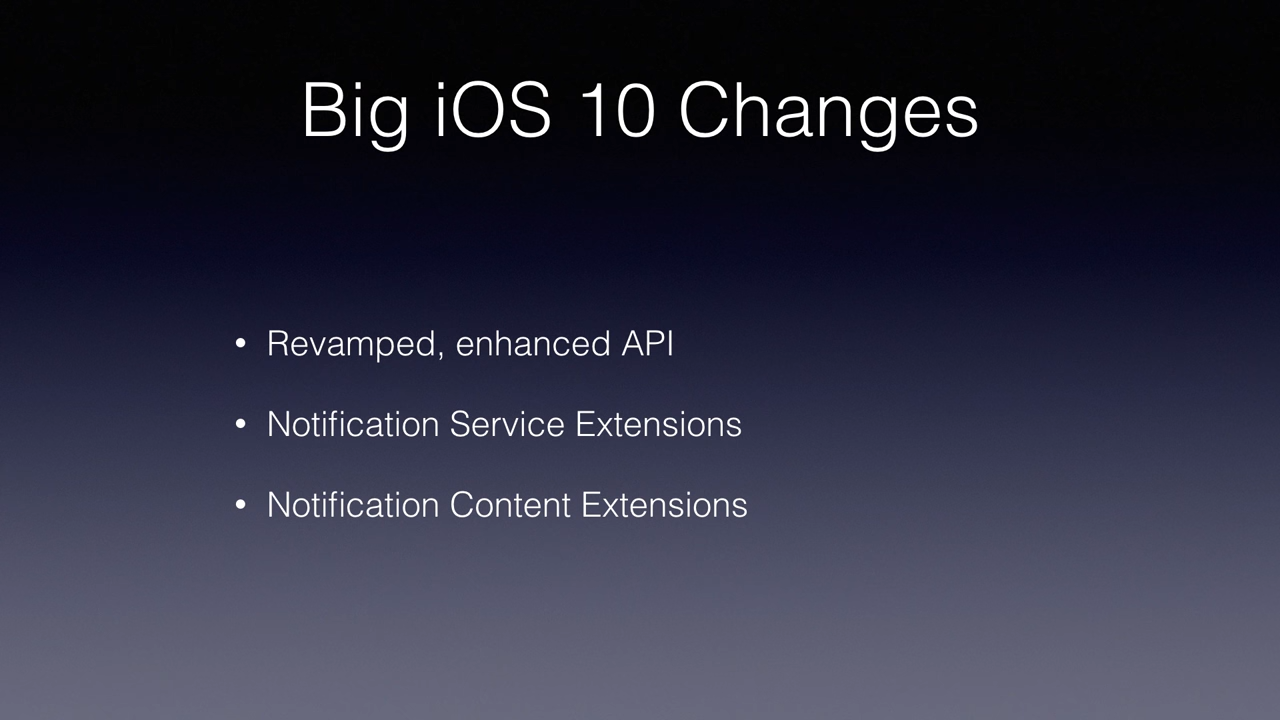 Big iOS 10 Changes
• Revamped, enhanced API
• Notification Service Extensions
• Notification Content Extensions